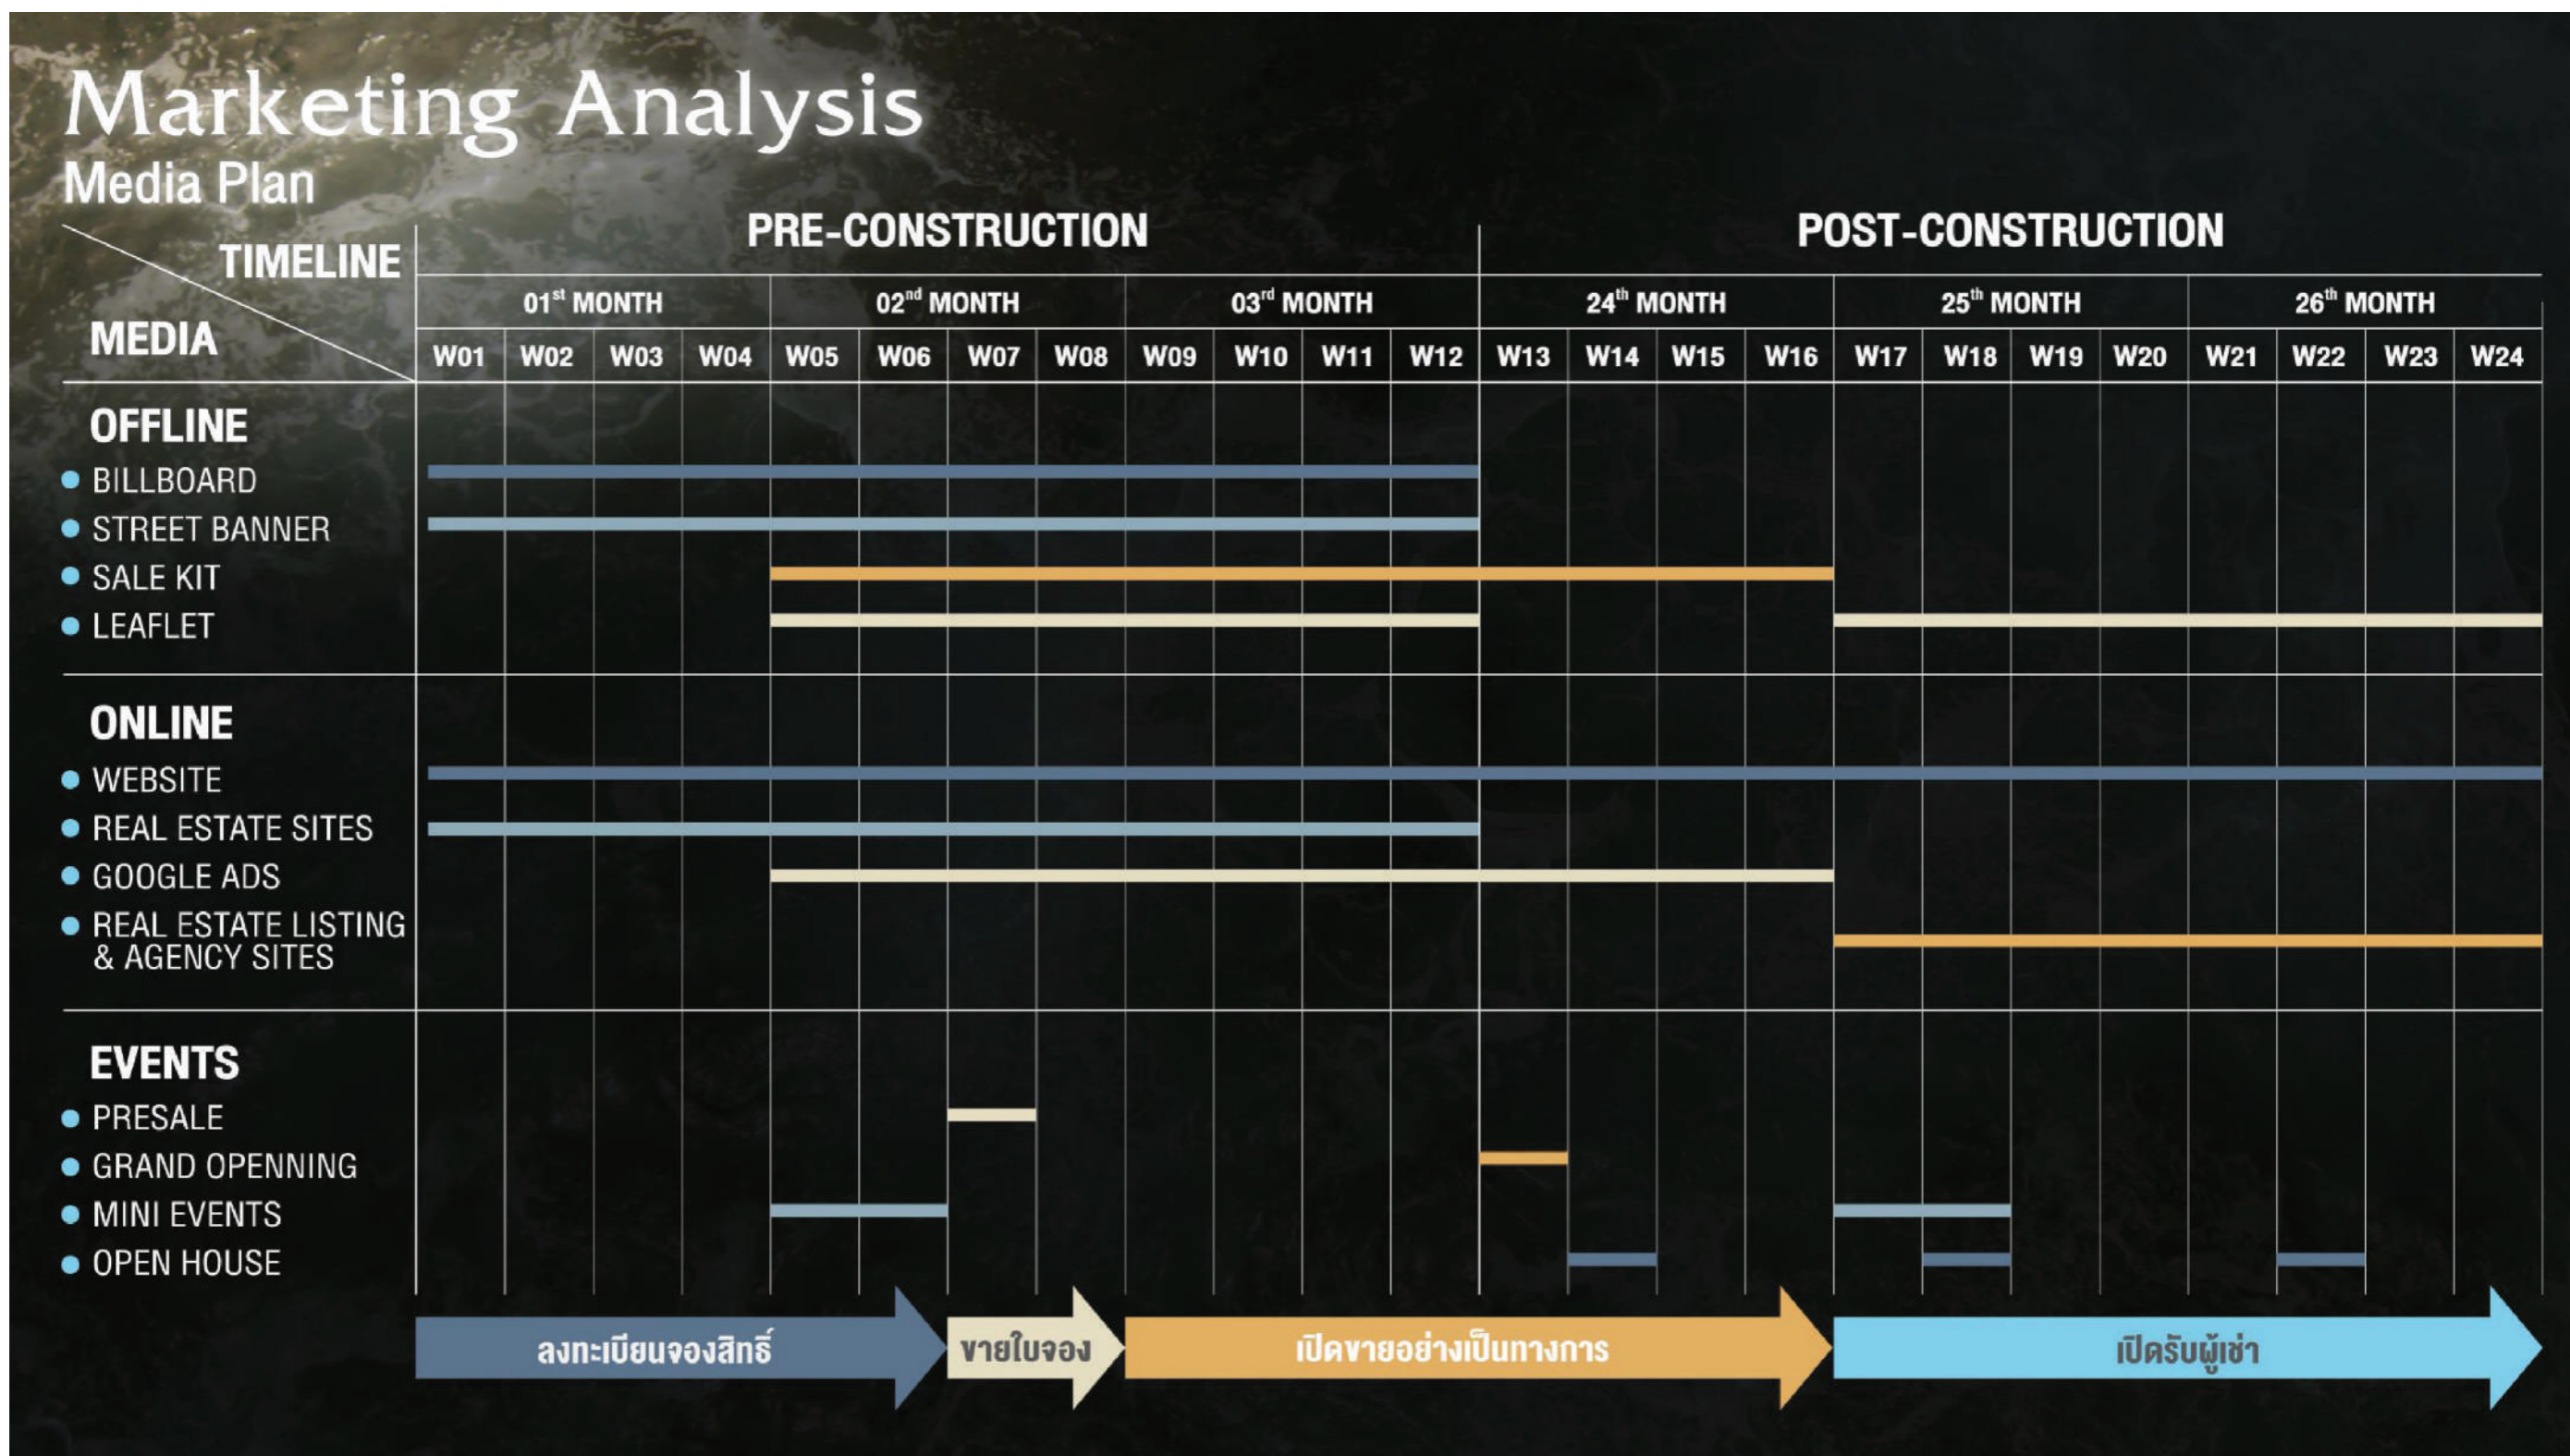 Marketing Analysis
Media Plan
PRE-CONSTRUCTION POST-CONSTRUCTION
TIMELINE
MEDIA
01st MONTH 02nd MONTH 03rd MONTH 24th MONTH 25th MONTH 26th MONTH
W01 W02 W03 W04 W05 W06 W07 W08 W09 W10 W11 W12 W13 W14 W15 W16 W17 W18 W19 W20 W21 W22 W23 W24
OFFLINE
BILLBOARD
STREET BANNER
SALE KIT
LEAFLET
ONLINE
WEBSITE
REAL ESTATE SITES
GOOGLE ADS
REAL ESTATE LISTING
& AGENCY SITES
EVENTS
PRESALE
GRAND OPENNING
MINI EVENTS
OPEN HOUSE
ลงทะเบียนจองสิทธิ์ ขายใบจอง เปิดขายอย่างเป็นทางการ เปิดรับผู้เช่า